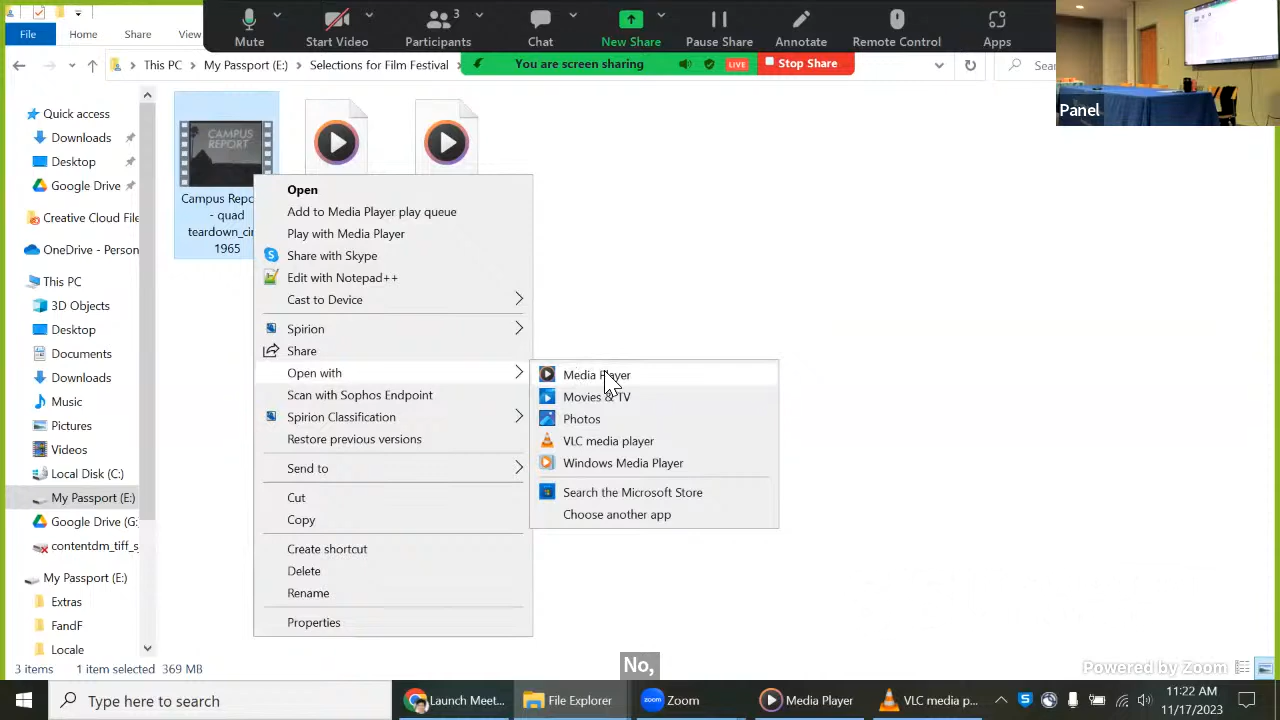 Mute
Start Video
Participants
3
Chat
New Share
Pause Share
Annotate
Remote Control
Apps
File
Home
Share
View
This PC
My Passport (E:)
Selections for Film Festival
You are screen sharing
LIVE
Stop Share
Sear
Panel
Quick access
Downloads
Desktop
Google Drive
Creative Cloud File
OneDrive - Person
This PC
3D Objects
Desktop
Documents
Downloads
Music
Pictures
Videos
Local Disk (C:)
My Passport (E:)
Google Drive (G:
contentdm_tiff_s
My Passport (E:)
Extras
FandF
Locale
CAMPUS
REPORT
Campus Repo
- quad
teardown_cir
1965
Open
Add to Media Player play queue
Play with Media Player
Share with Skype
Edit with Notepad++
Cast to Device
Spirion
Share
Open with
Scan with Sophos Endpoint
Spirion Classification
Restore previous versions
Send to
Cut
Copy
Create shortcut
Delete
Rename
Properties
Media Player
Movies & TV
Photos
VLC media player
Windows Media Player
Search the Microsoft Store
Choose another app
No,
3 items
1 item selected 369 MB
Powered by Zoom
Type here to search
Launch Meet...
File Explorer
zoom
Zoom
Media Player
VLC media p...
11:22 AM
11/17/2023